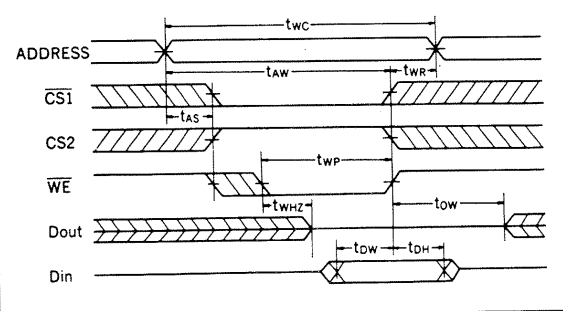 tWC
ADDRESS
tAW
tWR
CS1
tAS
CS2
tWP
WE
tWHZ
tOW
Dout
tDW
tDH
Din